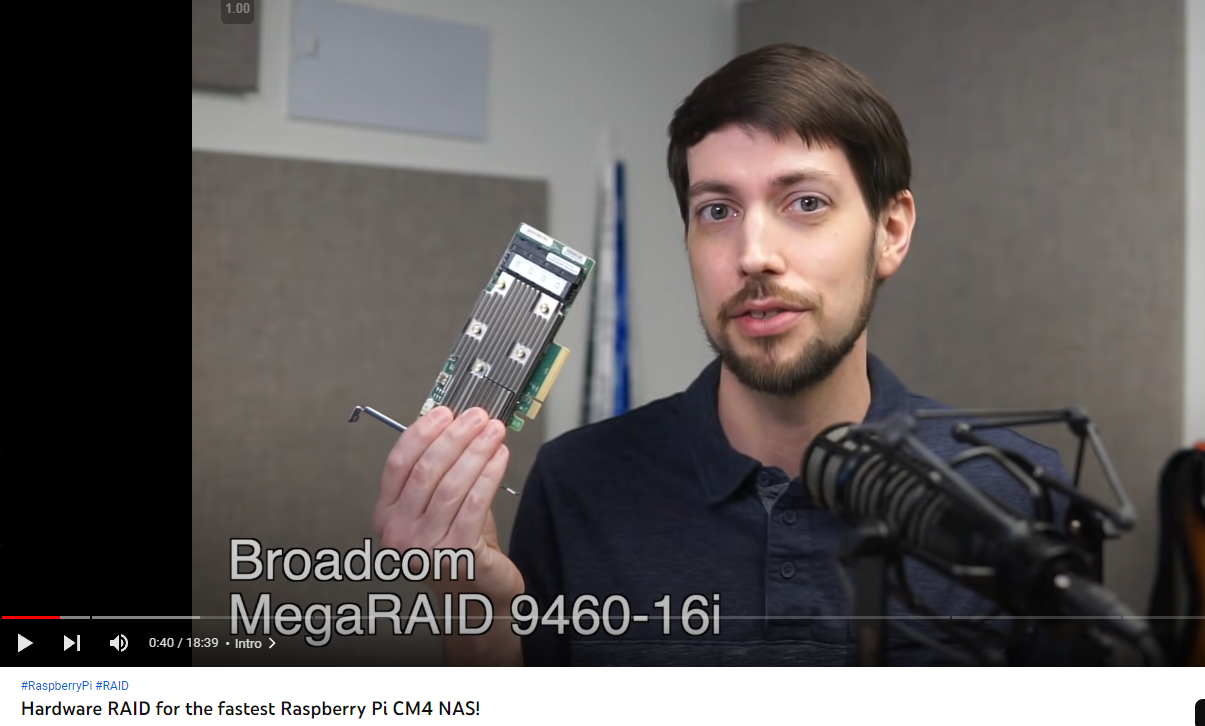 1.00
Broadcom
MegaRAID 9460-16i
0:40 / 18:39 • Intro
#RaspberryPi #RAID
Hardware RAID for the fastest Raspberry Pi CM4 NAS!